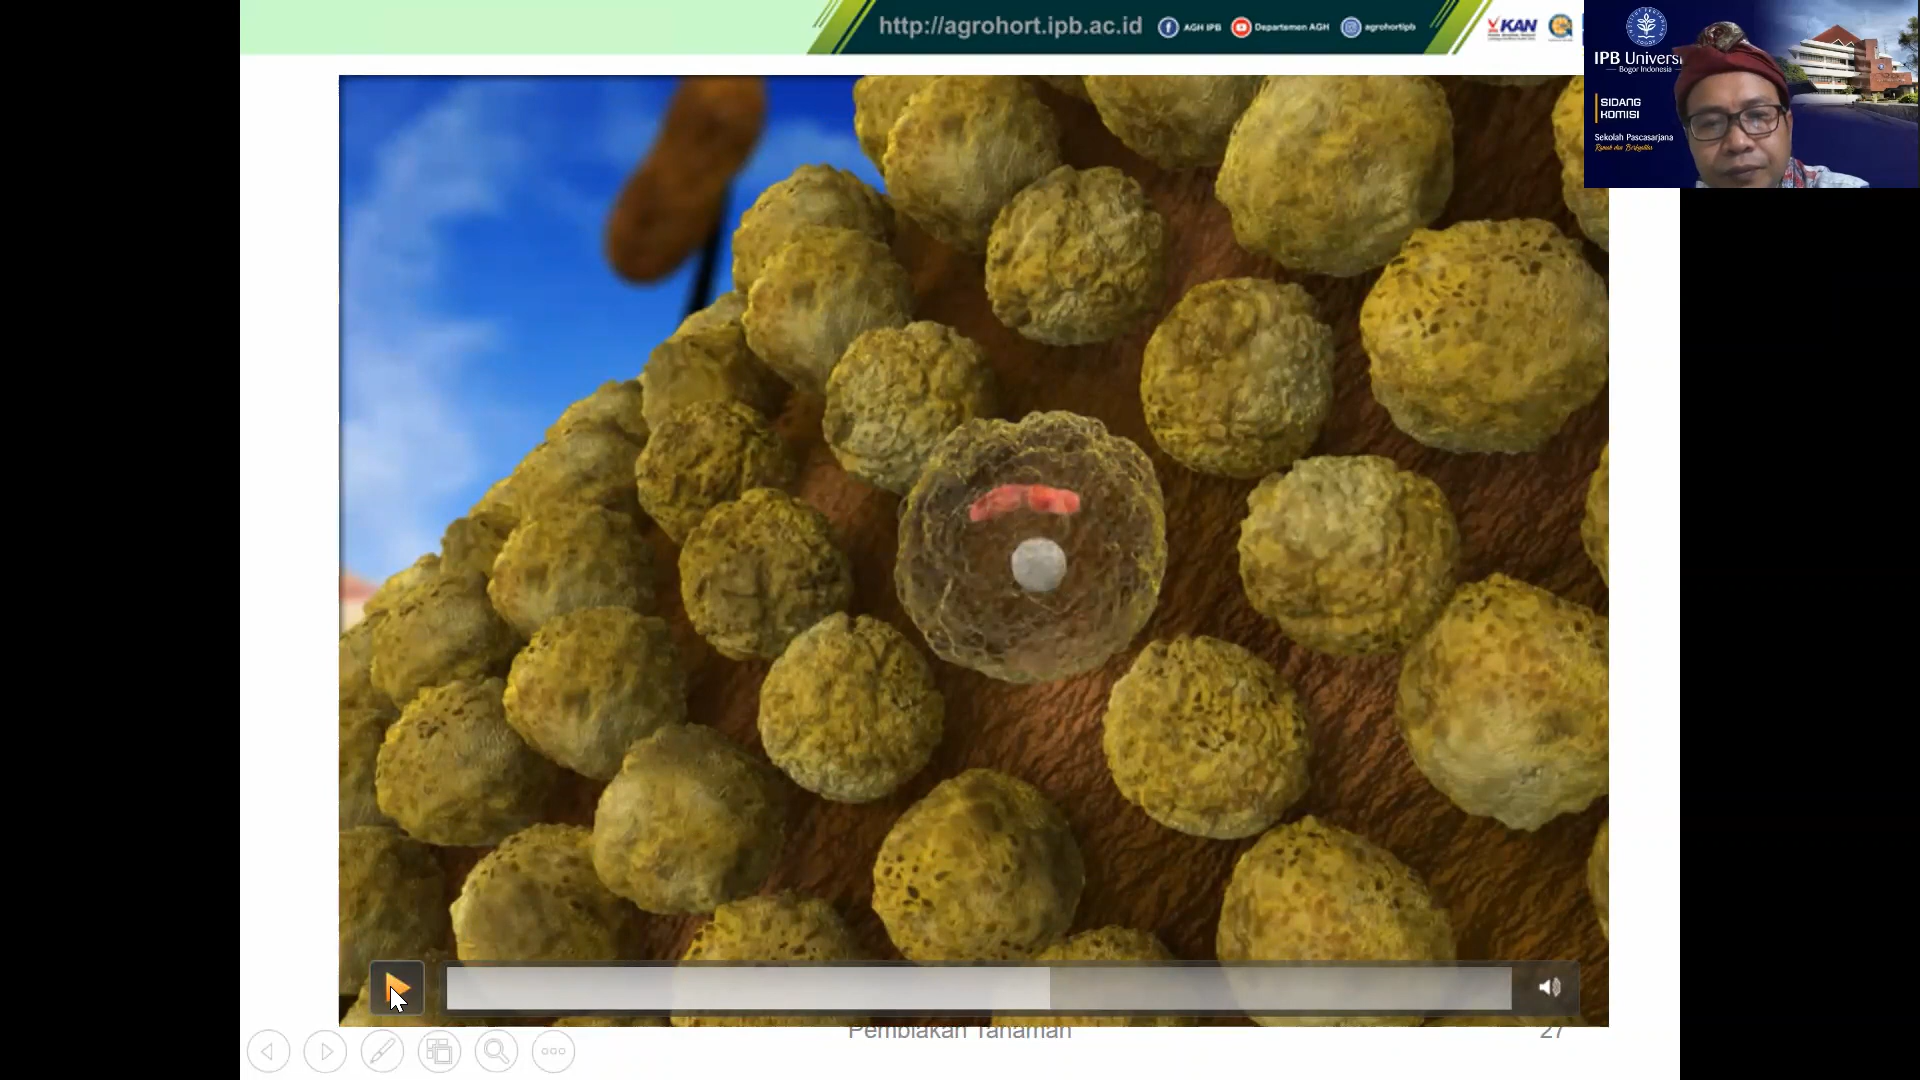 http://agrohort.ipb.ac.id
AGH IPB
Departemen AGH
agrohortipb
KAN
IPB Universi
Bogor Indonesia
SIDANG
KOMISI
Sekolah Pascasarjana
Pembiakan Tanaman
27